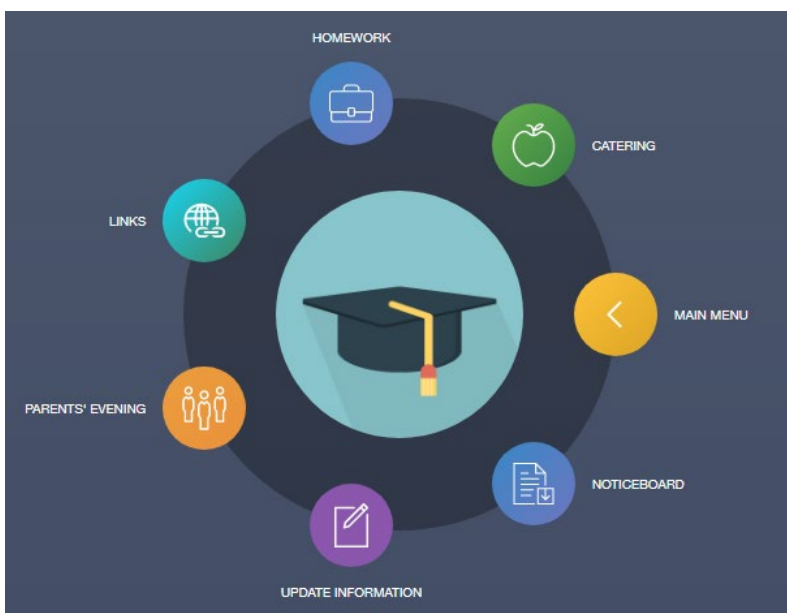 HOMEWORK
CATERING
LINKS
MAIN MENU
PARENTS' EVENING
NOTICEBOARD
UPDATE INFORMATION